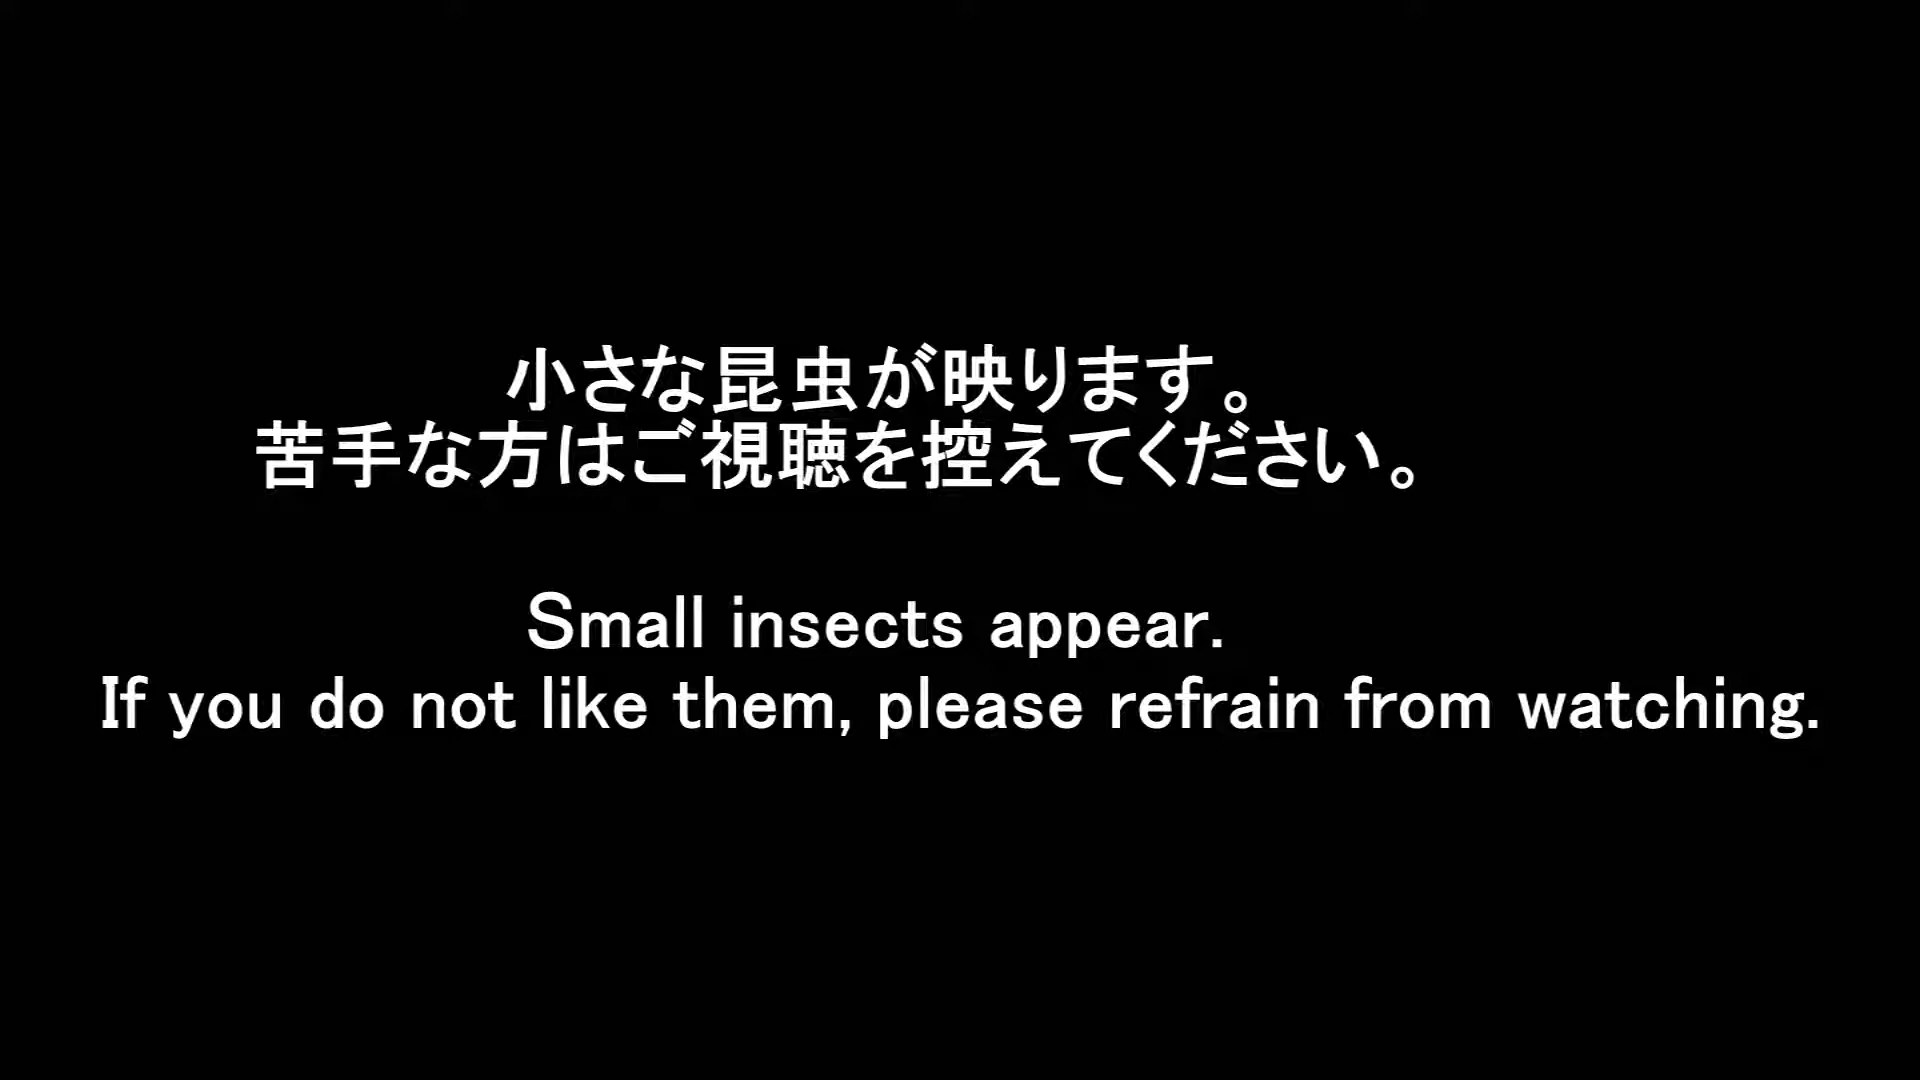 小さな昆虫が映ります。
苦手な方はご視聴を控えてください。
Small insects appear.
If you do not like them, please refrain from watching.